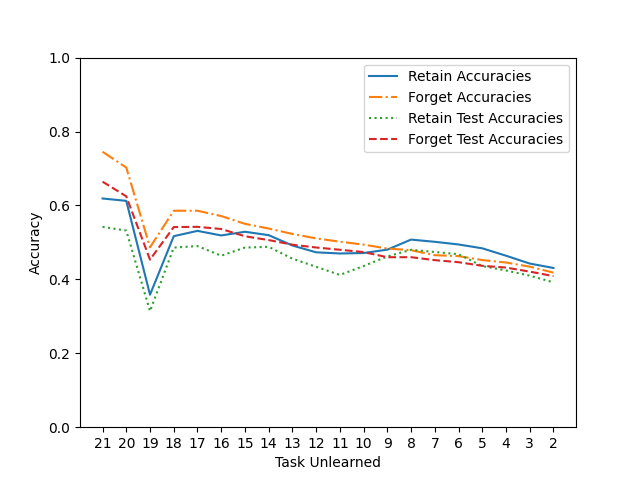 1.0
0.8
0.6
0.4
0.2
0.0
Accuracy
Retain Accuracies
Forget Accuracies
Retain Test Accuracies
Forget Test Accuracies
21 20 19 18 17 16 15 14 13 12 11 10 9 8 7 6 5 4 3 2
Task Unlearned